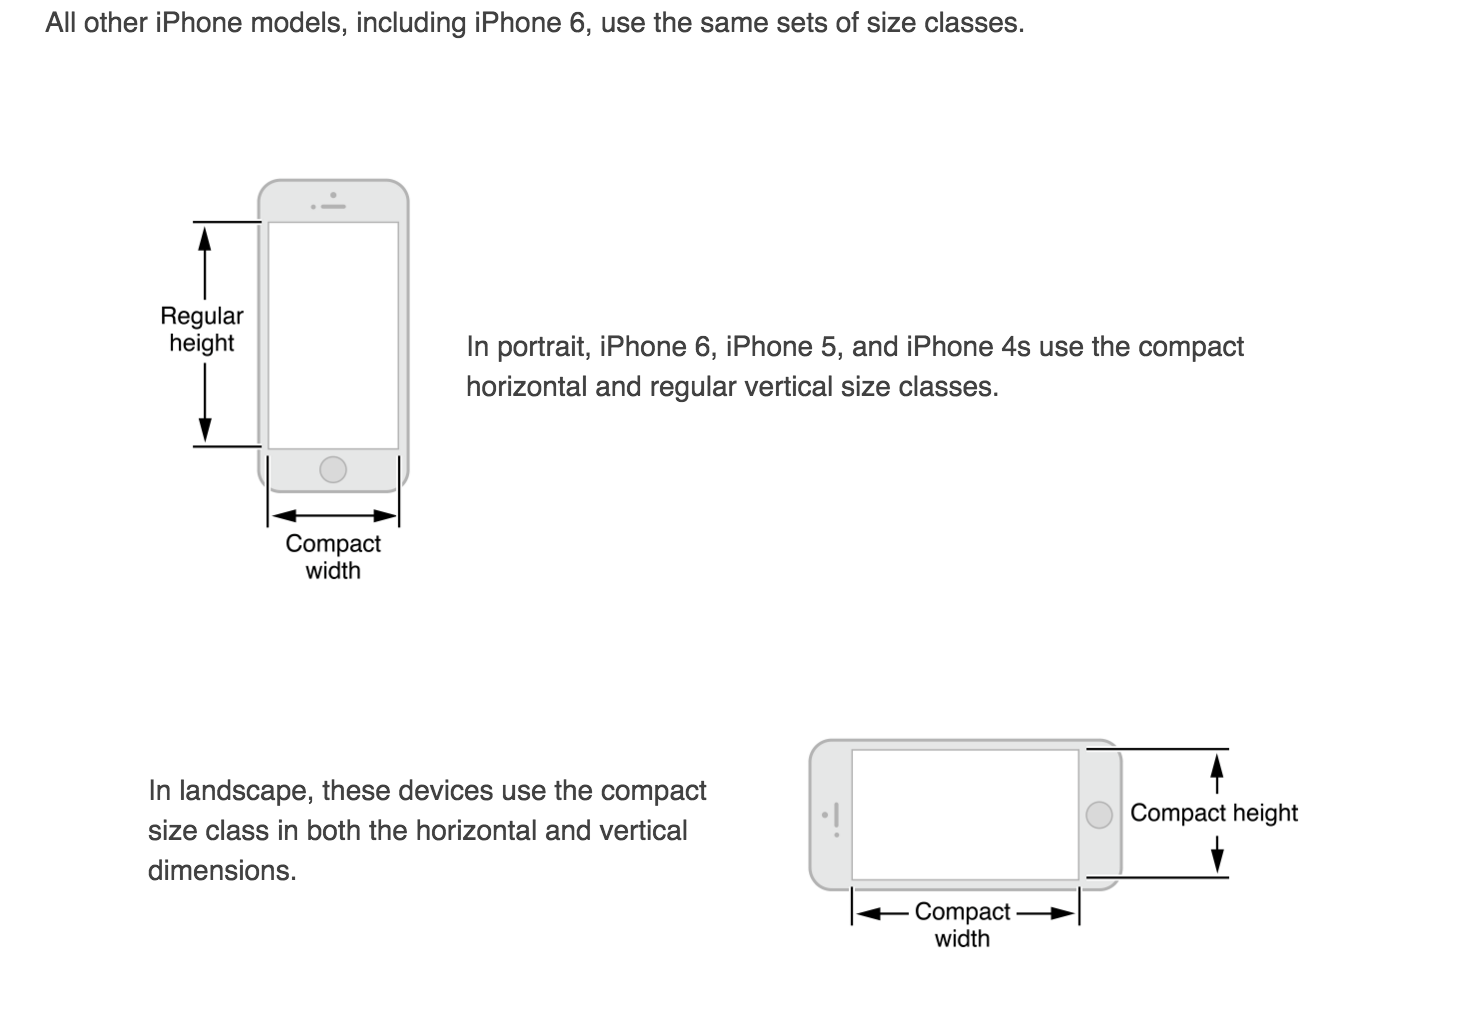 All other iPhone models, including iPhone 6, use the same sets of size classes.
Regular
height
In portrait, iPhone 6, iPhone 5, and iPhone 4s use the compact
horizontal and regular vertical size classes.
Compact
width
In landscape, these devices use the compact
size class in both the horizontal and vertical
dimensions.
Compact height
Compact
width